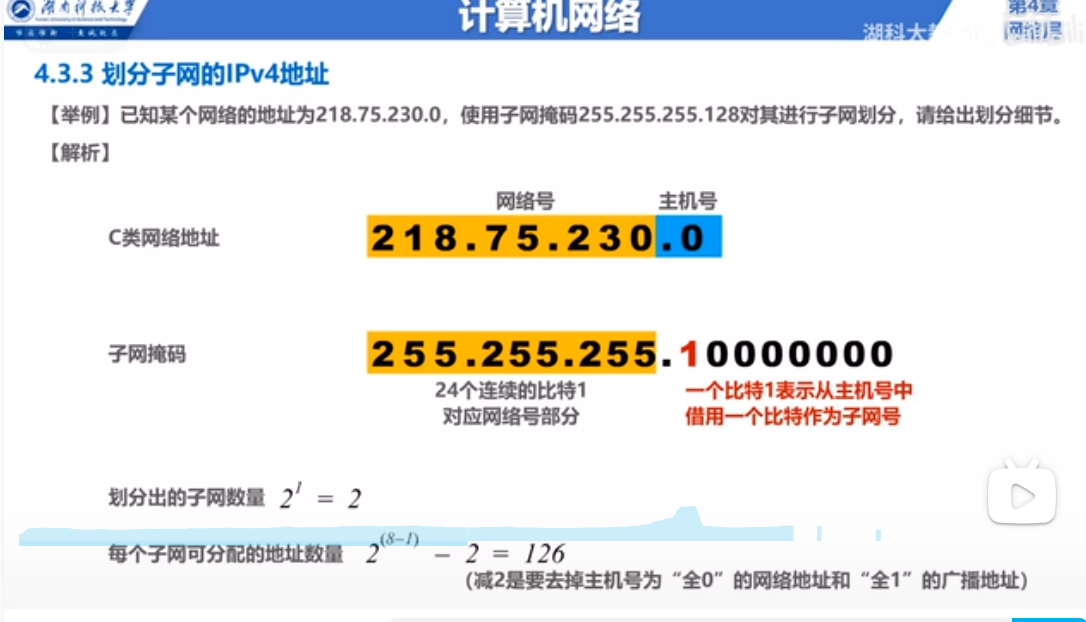 湖南科技大学
计算机网络
第4章
湖科大教
网络层
4.3.3 划分子网的IPv4地址
【举例】已知某个网络的地址为218.75.230.0，使用子网掩码255.255.255.128对其进行子网划分，请给出划分细节。
【解析】
网络号 主机号
C类网络地址 218.75.230.0
子网掩码 255.255.255.10000000
24个连续的比特1 一个比特1表示从主机号中
对应网络号部分 借用一个比特作为子网号
划分出的子网数量 2^1 = 2
每个子网可分配的地址数量 2^(8-1) - 2 = 126
(减2是要去掉主机号为“全0”的网络地址和“全1”的广播地址)